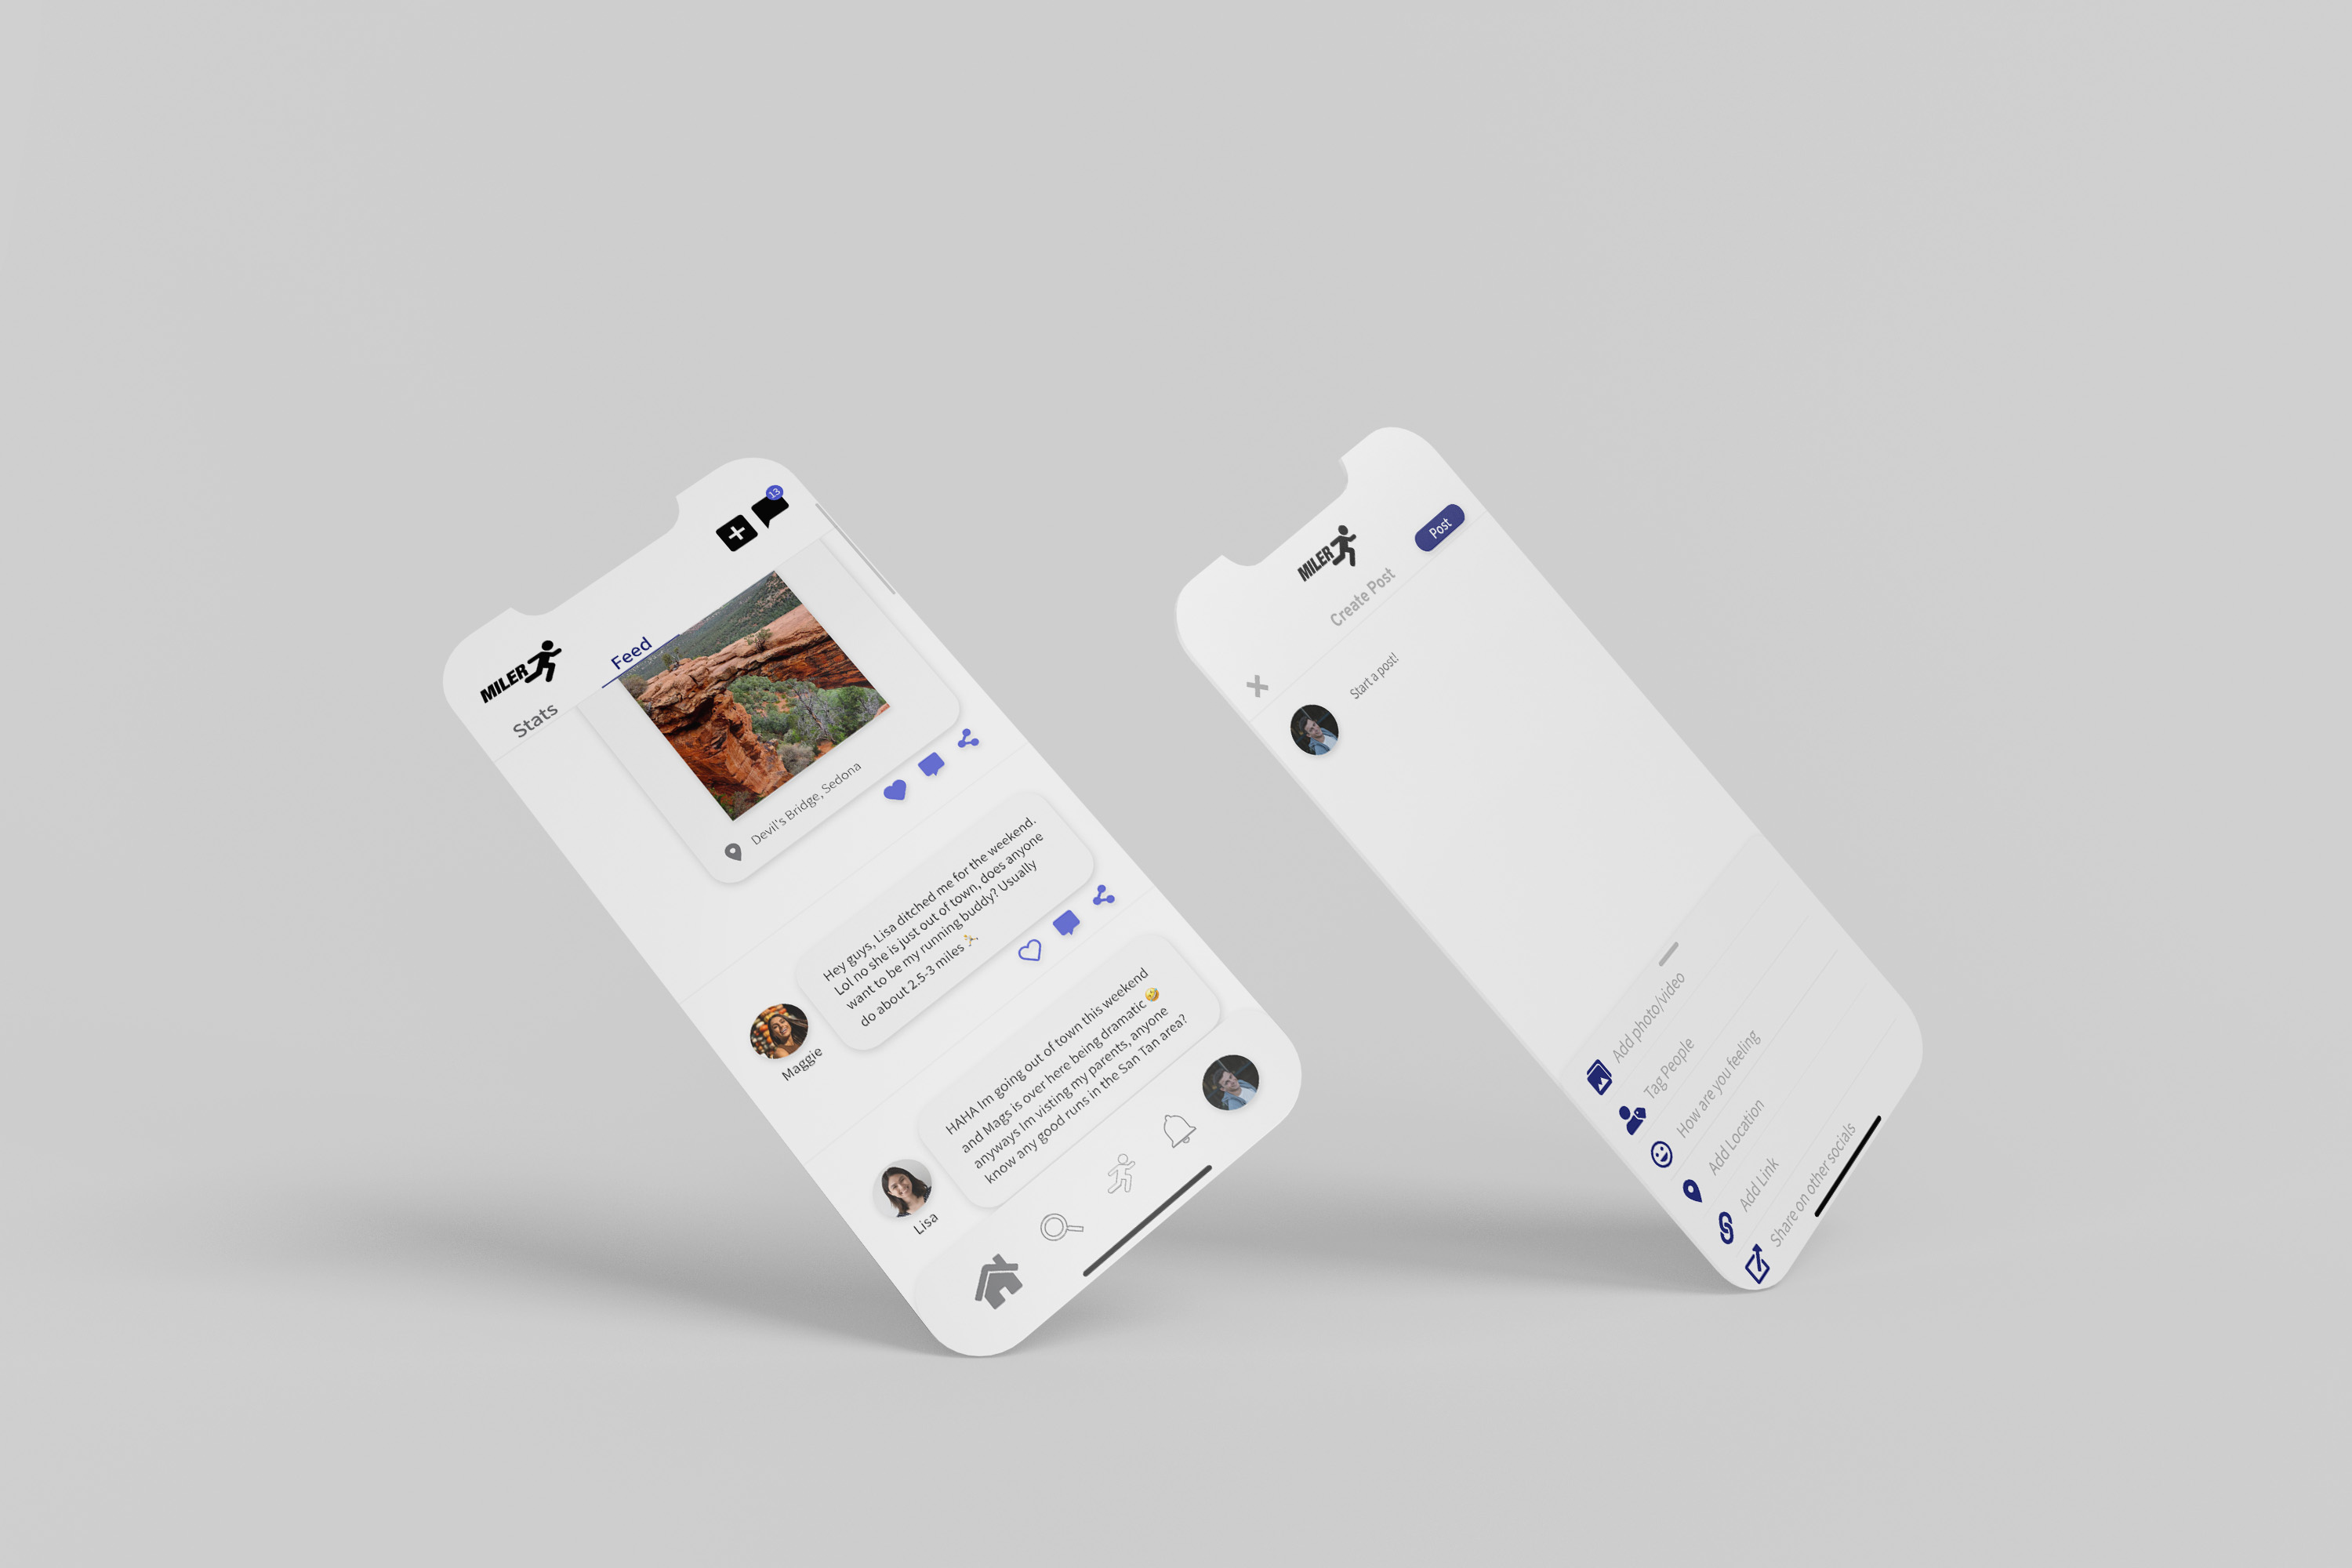 13
MILER
Stats
Feed
Devil's Bridge, Sedona
Hey guys, Lisa ditched me for the weekend.
Lol no she is just out of town, does anyone
want to be my running buddy? Usually
do about 2.5-3 miles 🏃
Maggie
HAHA Im going out of town this weekend
and Mags is over here being dramatic 🤣
anyways Im visting my parents, anyone
know any good runs in the San Tan area?
Lisa
MILER
Post
Create Post
Start a post!
Add photo/video
Tag People
How are you feeling
Add Location
Add Link
Share on other socials